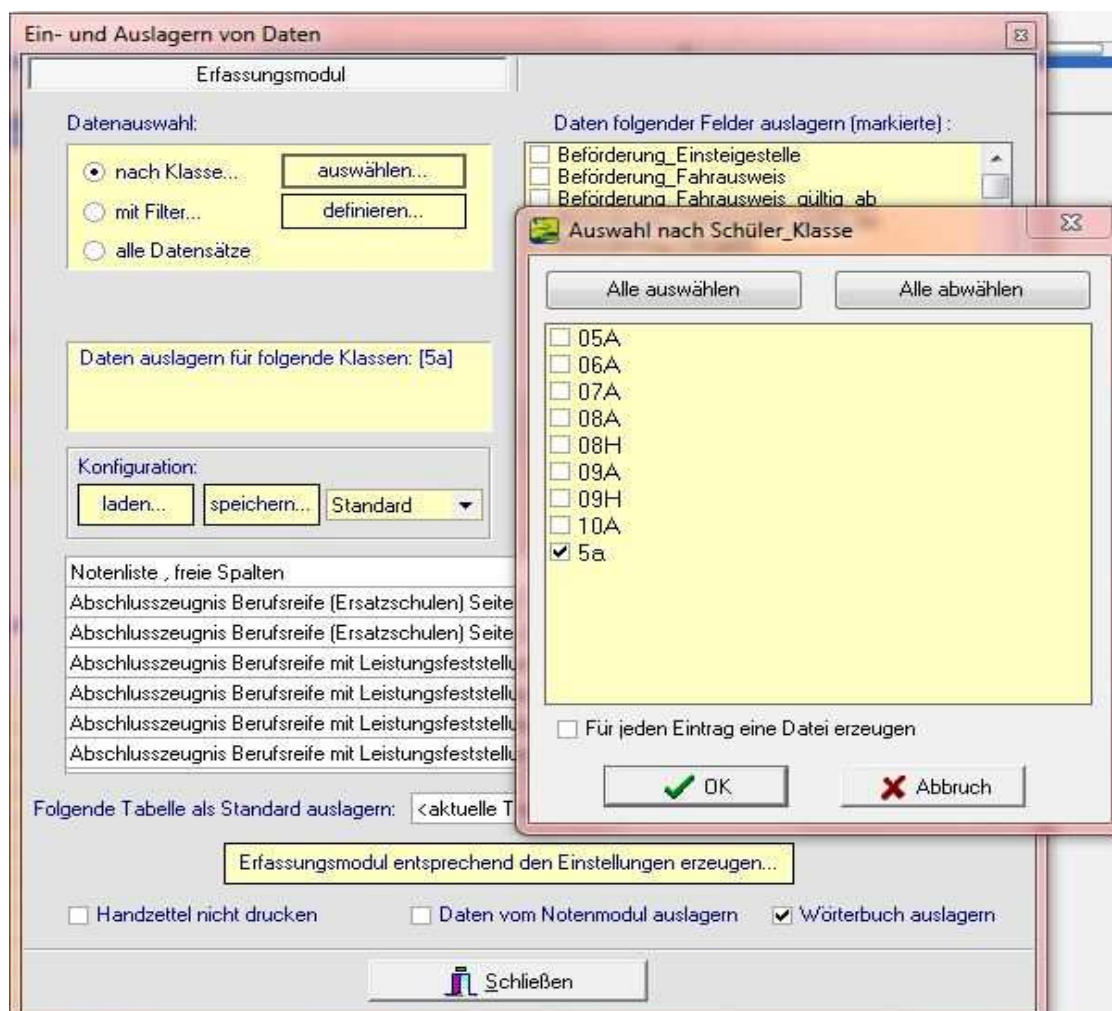 Ein- und Auslagern von Daten
Erfassungsmodul
Datenauswahl:
nach Klasse...
auswählen...
mit Filter...
definieren...
alle Datensätze
Daten folgender Felder auslagern (markierte) :
Beförderung_Einsteigestelle
Beförderung_Fahrausweis
Beförderung_Fahrausweis_gültig_ab
Daten auslagern für folgende Klassen: [5a]
Konfiguration:
laden...
speichern...
Standard
Notenliste , freie Spalten
Abschlusszeugnis Berufsreife (Ersatzschulen) Seite
Abschlusszeugnis Berufsreife (Ersatzschulen) Seite
Abschlusszeugnis Berufsreife mit Leistungsfeststellu
Abschlusszeugnis Berufsreife mit Leistungsfeststellu
Abschlusszeugnis Berufsreife mit Leistungsfeststellu
Abschlusszeugnis Berufsreife mit Leistungsfeststellu
Folgende Tabelle als Standard auslagern:
<aktuelle T
Erfassungsmodul entsprechend den Einstellungen erzeugen...
Handzettel nicht drucken
Daten vom Notenmodul auslagern
Wörterbuch auslagern
Schließen
Auswahl nach Schüler_Klasse
Alle auswählen
Alle abwählen
05A
06A
07A
08A
08H
09A
09H
10A
5a
Für jeden Eintrag eine Datei erzeugen
OK
Abbruch